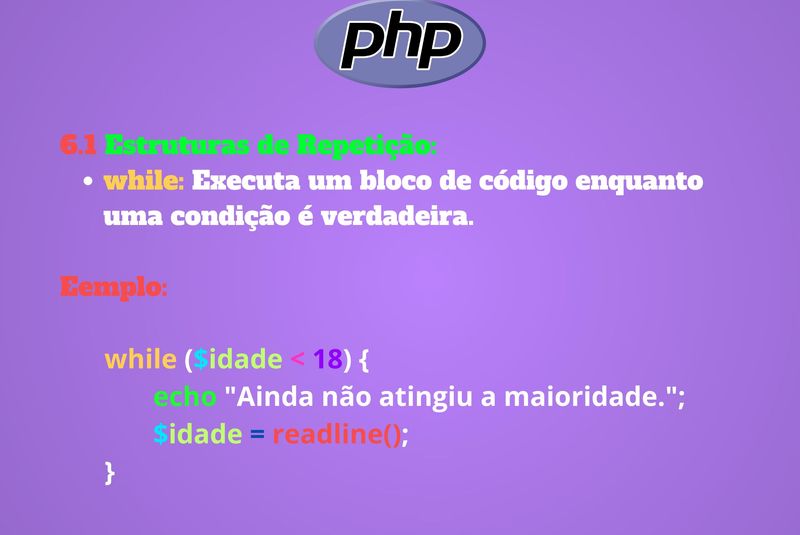 php
6.1 Estruturas de Repetição:
• while: Executa um bloco de código enquanto
uma condição é verdadeira.
Eemplo:
while ($idade < 18) {
echo "Ainda não atingiu a maioridade.";
$idade = readline();
}